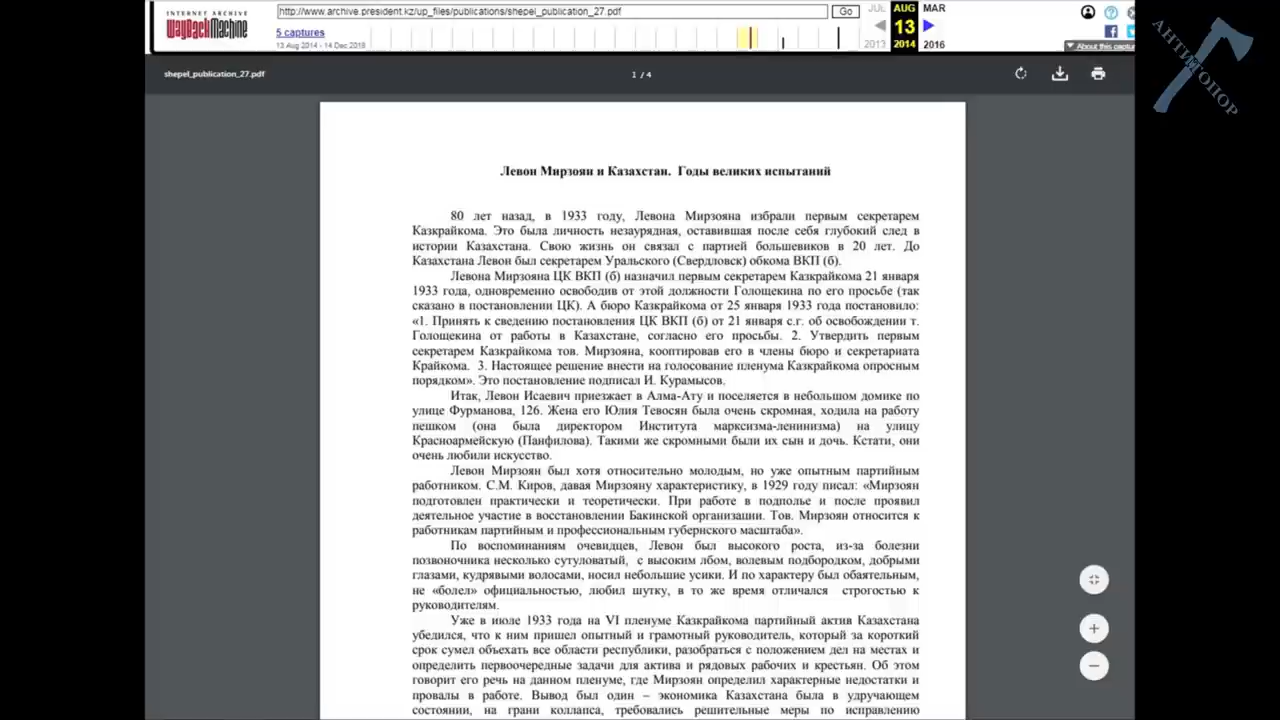 INTERNET ARCHIVE
WayBackMachine
http://www.archive.president.kz/up_files/publications/shepel_publication_27.pdf
Go
JUL
AUG
MAR
5 captures
13
13 Aug 2014 - 14 Dec 2019
2013
2014
2016
About this captu
АНТИТОПОР
shepel_publication_27.pdf
1 / 4
Левон Мирзоян и Казахстан. Годы великих испытаний
80 лет назад, в 1933 году, Левона Мирзояна избрали первым секретарем
Казкрайкома. Это была личность незаурядная, оставившая после себя глубокий след в
истории Казахстана. Свою жизнь он связал с партией большевиков в 20 лет. До
Казахстана Левон был секретарем Уральского (Свердловск) обкома ВКП (б).
Левона Мирзояна ЦК ВКП (б) назначил первым секретарем Казкрайкома 21 января
1933 года, одновременно освободив от этой должности Голощекина по его просьбе (так
сказано в постановлении ЦК). А бюро Казкрайкома от 25 января 1933 года постановило:
«1. Принять к сведению постановления ЦК ВКП (б) от 21 января с.г. об освобождении т.
Голощекина от работы в Казахстане, согласно его просьбы. 2. Утвердить первым
секретарем Казкрайкома тов. Мирзояна, кооптировав его в члены бюро и секретариата
Крайкома. 3. Настоящее решение внести на голосование пленума Казкрайкома опросным
порядком». Это постановление подписал И. Курамысов.
Итак, Левон Исаевич приезжает в Алма-Ату и поселяется в небольшом домике по
улице Фурманова, 126. Жена его Юлия Тевосян была очень скромная, ходила на работу
пешком (она была директором Института марксизма-ленинизма) на улицу
Красноармейскую (Панфилова). Такими же скромными были их сын и дочь. Кстати, они
очень любили искусство.
Левон Мирзоян был хотя относительно молодым, но уже опытным партийным
работником. С.М. Киров, давая Мирзояну характеристику, в 1929 году писал: «Мирзоян
подготовлен практически и теоретически. При работе в подполье и после проявил
деятельное участие в восстановлении Бакинской организации. Тов. Мирзоян относится к
работникам партийным и профессиональным губернского масштаба».
По воспоминаниям очевидцев, Левон был высокого роста, из-за болезни
позвоночника несколько сутуловатый, с высоким лбом, волевым подбородком, добрыми
глазами, кудрявыми волосами, носил небольшие усики. И по характеру был обаятельным,
не «болел» официальностью, любил шутку, в то же время отличался строгостью к
руководителям.
Уже в июле 1933 года на VI пленуме Казкрайкома партийный актив Казахстана
убедился, что к ним пришел опытный и грамотный руководитель, который за короткий
срок сумел объехать все области республики, разобраться с положением дел на местах и
определить первоочередные задачи для актива и рядовых рабочих и крестьян. Об этом
говорит его речь на данном пленуме, где Мирзоян определил характерные недостатки и
провалы в работе. Вывод был один – экономика Казахстана была в удручающем
состоянии, на грани коллапса, требовались решительные меры по исправлению